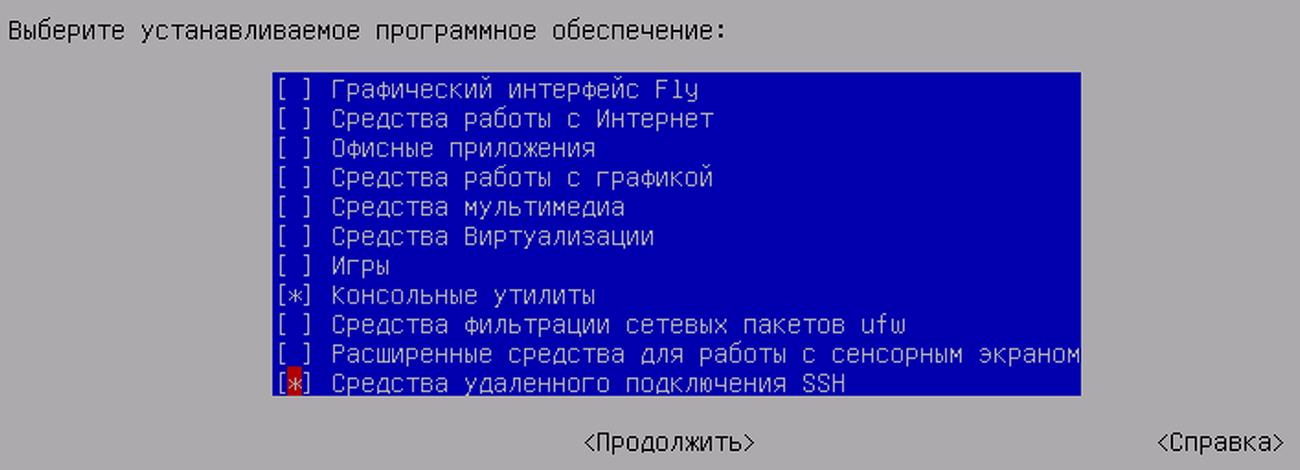 Выберите устанавливаемое программное обеспечение:
[ ] Графический интерфейс Fly
[ ] Средства работы с Интернет
[ ] Офисные приложения
[ ] Средства работы с графикой
[ ] Средства мультимедиа
[ ] Средства Виртуализации
[ ] Игры
[*] Консольные утилиты
[ ] Средства фильтрации сетевых пакетов ufw
[ ] Расширенные средства для работы с сенсорным экраном
[*] Средства удаленного подключения SSH
<Продолжить> <Справка>